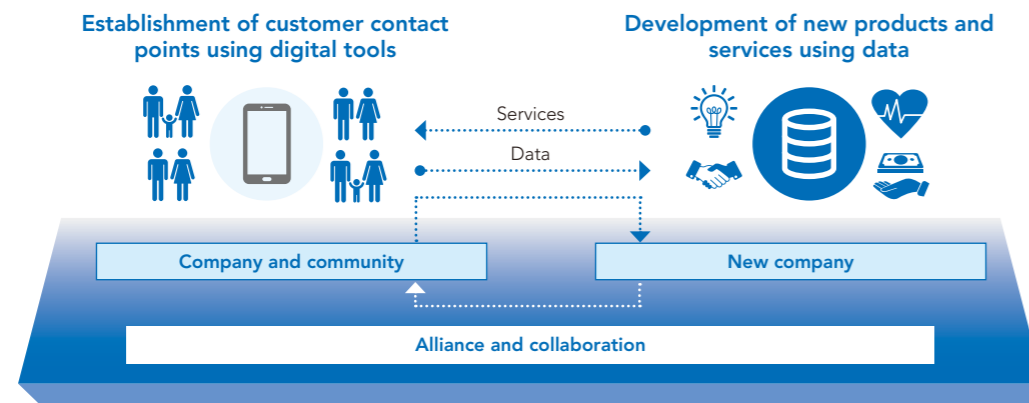 Establishment of customer contact
points using digital tools
Development of new products and
services using data
Services
Data
Company and community
New company
Alliance and collaboration